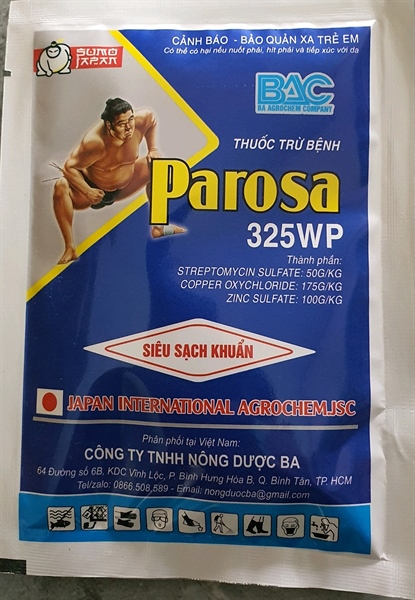 SUMO
JAPAN
CẢNH BÁO - BẢO QUẢN XA TRẺ EM
Có thể có hại nếu nuốt phải, hít phải và tiếp xúc với da
BAC
BA AGROCHEM COMPANY
THUỐC TRỪ BỆNH
Parosa
325WP
Thành phần:
STREPTOMYCIN SULFATE: 50G/KG
COPPER OXYCHLORIDE: 175G/KG
ZINC SULFATE: 100G/KG
SIÊU SẠCH KHUẨN
JAPAN INTERNATIONAL AGROCHEM.JSC
Phân phối tại Việt Nam:
CÔNG TY TNHH NÔNG DƯỢC BA
64 Đường số 6B, KDC Vĩnh Lộc, P. Bình Hưng Hòa B, Q. Bình Tân, TP. HCM
Tel/zalo: 0866.508.589 - Email: nongduocba@gmail.com